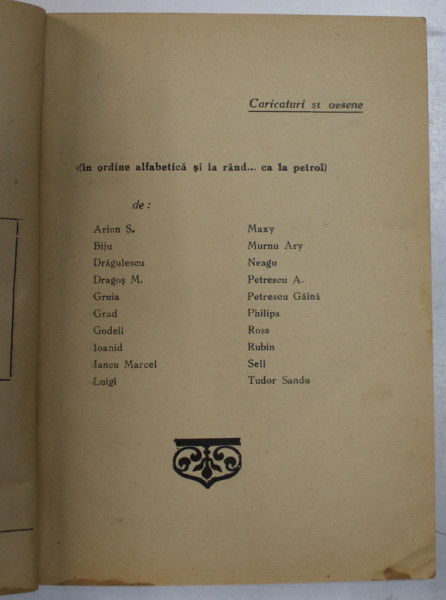 Caricaturi și desene
(în ordine alfabetică și la rând... ca la petrol)
de :
Arion S.
Biju
Drăgulescu
Dragoș M.
Gruia
Grad
Godell
Ioanid
Iancu Marcel
Luigi
Maxy
Murnu Ary
Neagu
Petrescu A.
Petrescu Găină
Philips
Ross
Rubin
Sell
Tudor Sandu